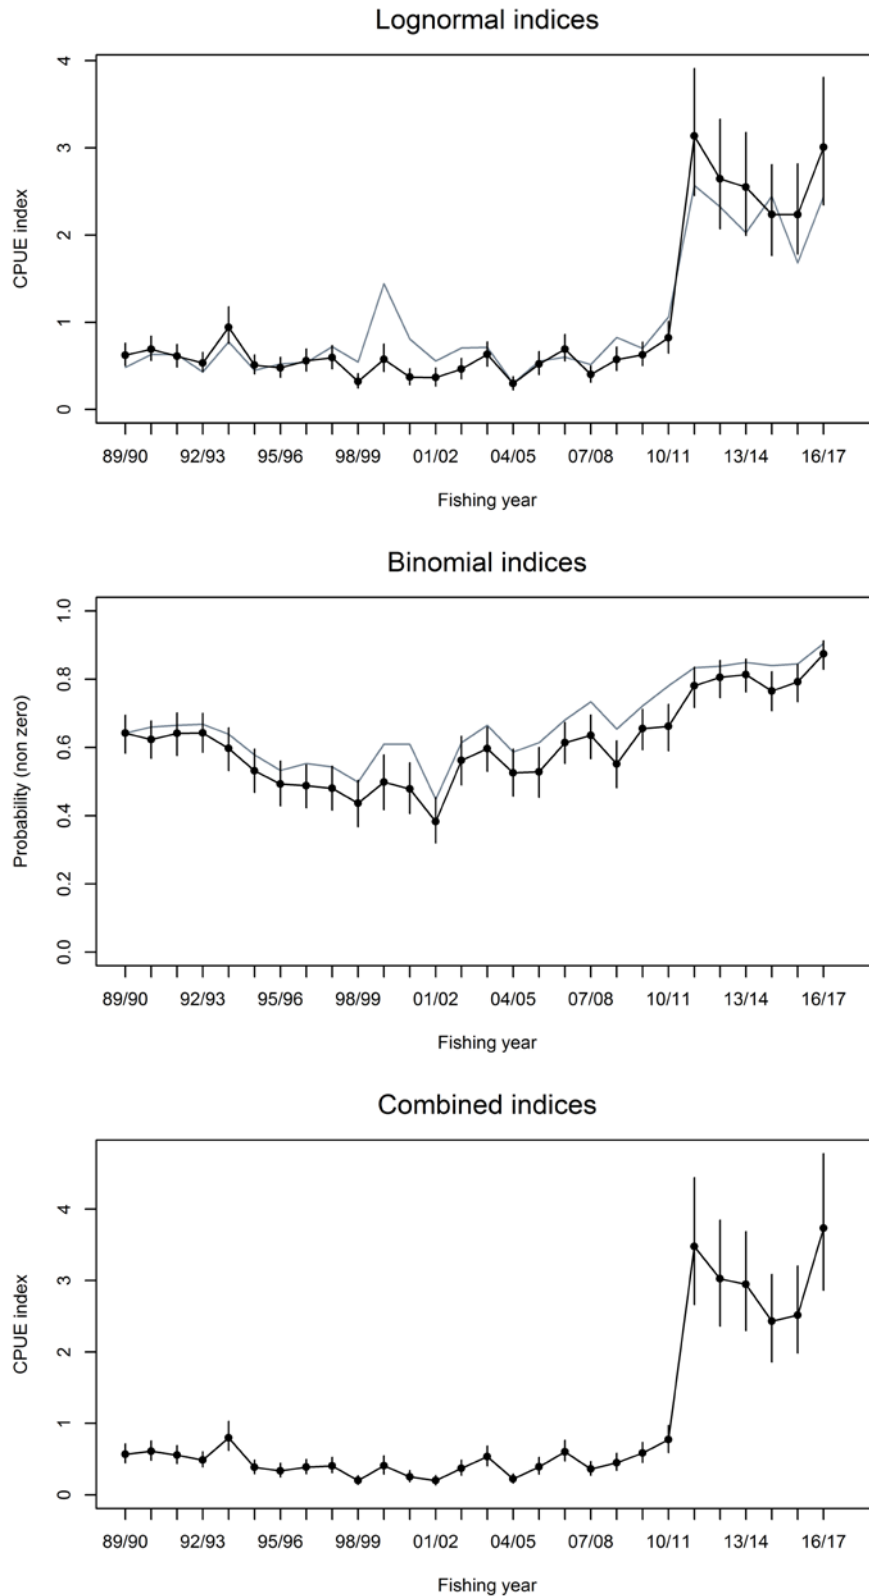 Lognormal indices
4
3
2
1
0
CPUE index
89/90 92/93 95/96 98/99 01/02 04/05 07/08 10/11 13/14 16/17
Fishing year
Binomial indices
1.0
0.8
0.6
0.4
0.2
0.0
Probability (non zero)
89/90 92/93 95/96 98/99 01/02 04/05 07/08 10/11 13/14 16/17
Fishing year
Combined indices
4
3
2
1
0
CPUE index
89/90 92/93 95/96 98/99 01/02 04/05 07/08 10/11 13/14 16/17
Fishing year